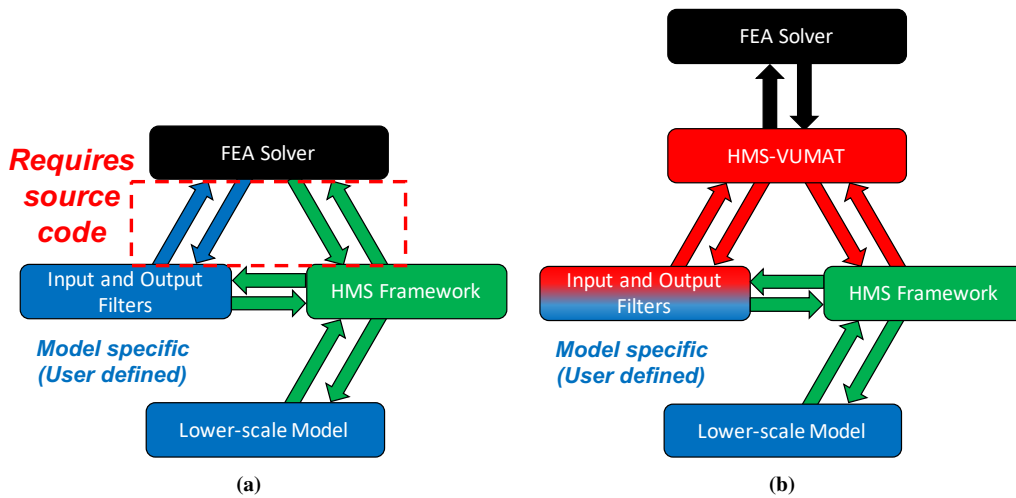 FEA Solver
Requires
source
code
Input and Output
Filters
HMS Framework
Model specific
(User defined)
Lower-scale Model
(a)
FEA Solver
HMS-VUMAT
Input and Output
Filters
HMS Framework
Model specific
(User defined)
Lower-scale Model
(b)